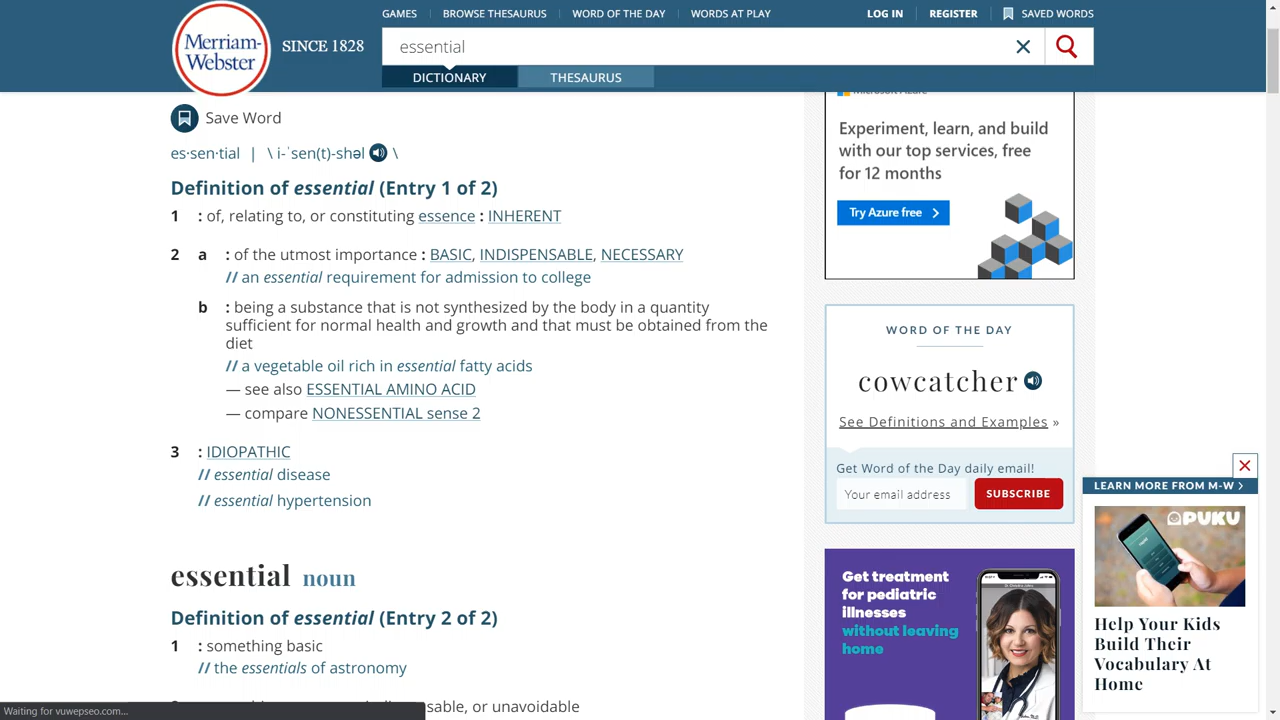 GAMES
BROWSE THESAURUS
WORD OF THE DAY
WORDS AT PLAY
LOG IN
REGISTER
SAVED WORDS
Merriam-
Webster
SINCE 1828
essential
DICTIONARY
THESAURUS
Save Word
es·sen·tial | \ i-ˈsen(t)-shəl \
Definition of essential (Entry 1 of 2)
1 : of, relating to, or constituting essence : INHERENT
2 a : of the utmost importance : BASIC, INDISPENSABLE, NECESSARY
// an essential requirement for admission to college
b : being a substance that is not synthesized by the body in a quantity
sufficient for normal health and growth and that must be obtained from the
diet
// a vegetable oil rich in essential fatty acids
— see also ESSENTIAL AMINO ACID
— compare NONESSENTIAL sense 2
3 : IDIOPATHIC
// essential disease
// essential hypertension
essential noun
Definition of essential (Entry 2 of 2)
1 : something basic
// the essentials of astronomy
or unavoidable
Waiting for vuwepseo.com...
Microsoft Azure
Experiment, learn, and build
with our top services, free
for 12 months
Try Azure free >
WORD OF THE DAY
cowcatcher
See Definitions and Examples »
Get Word of the Day daily email!
Your email address
SUBSCRIBE
Get treatment
for pediatric
illnesses
without leaving
home
LEARN MORE FROM M-W >
PUKU
Help Your Kids
Build Their
Vocabulary At
Home